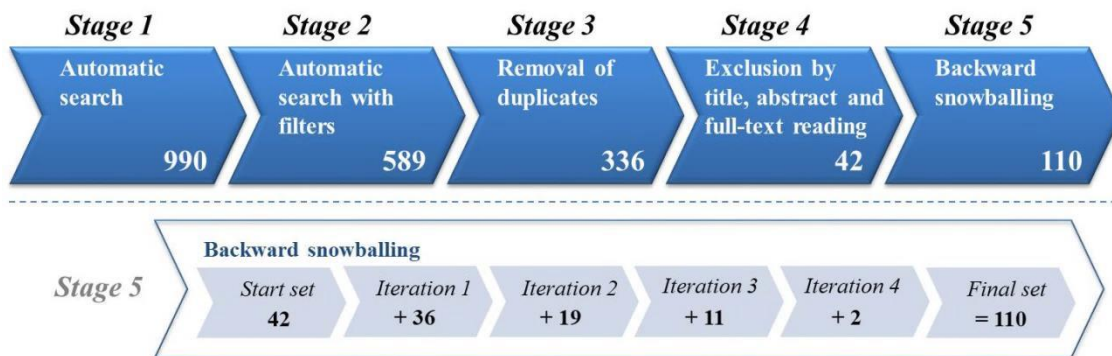 Stage 1 Stage 2 Stage 3 Stage 4 Stage 5
Automatic
search
990
Automatic
search with
filters
589
Removal of
duplicates
336
Exclusion by
title, abstract and
full-text reading
42
Backward
snowballing
110
Stage 5
Backward snowballing
Start set
42
Iteration 1
+ 36
Iteration 2
+ 19
Iteration 3
+ 11
Iteration 4
+ 2
Final set
= 110